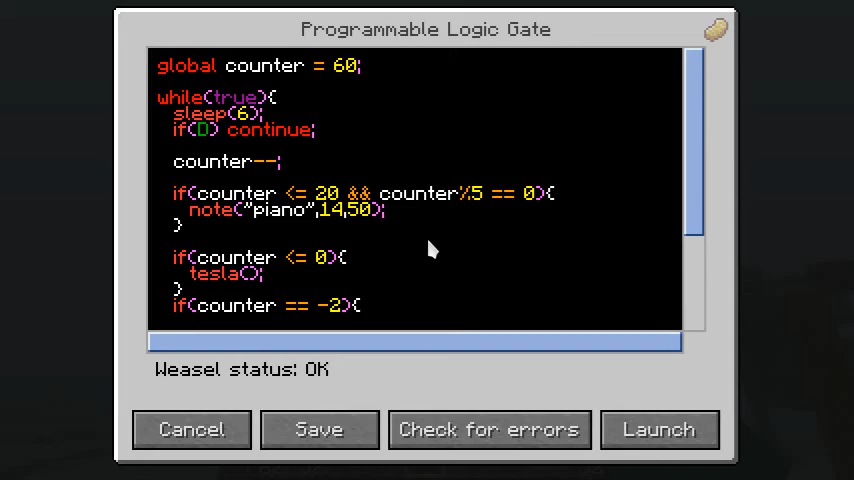 Programmable Logic Gate
global counter = 60;
while(true){
sleep(6);
if(D) continue;
counter--;
if(counter <= 20 && counter%5 == 0){
note("piano",14,50);
}
if(counter <= 0){
tesla();
}
if(counter == -2){
Weasel status: OK
Cancel
Save
Check for errors
Launch